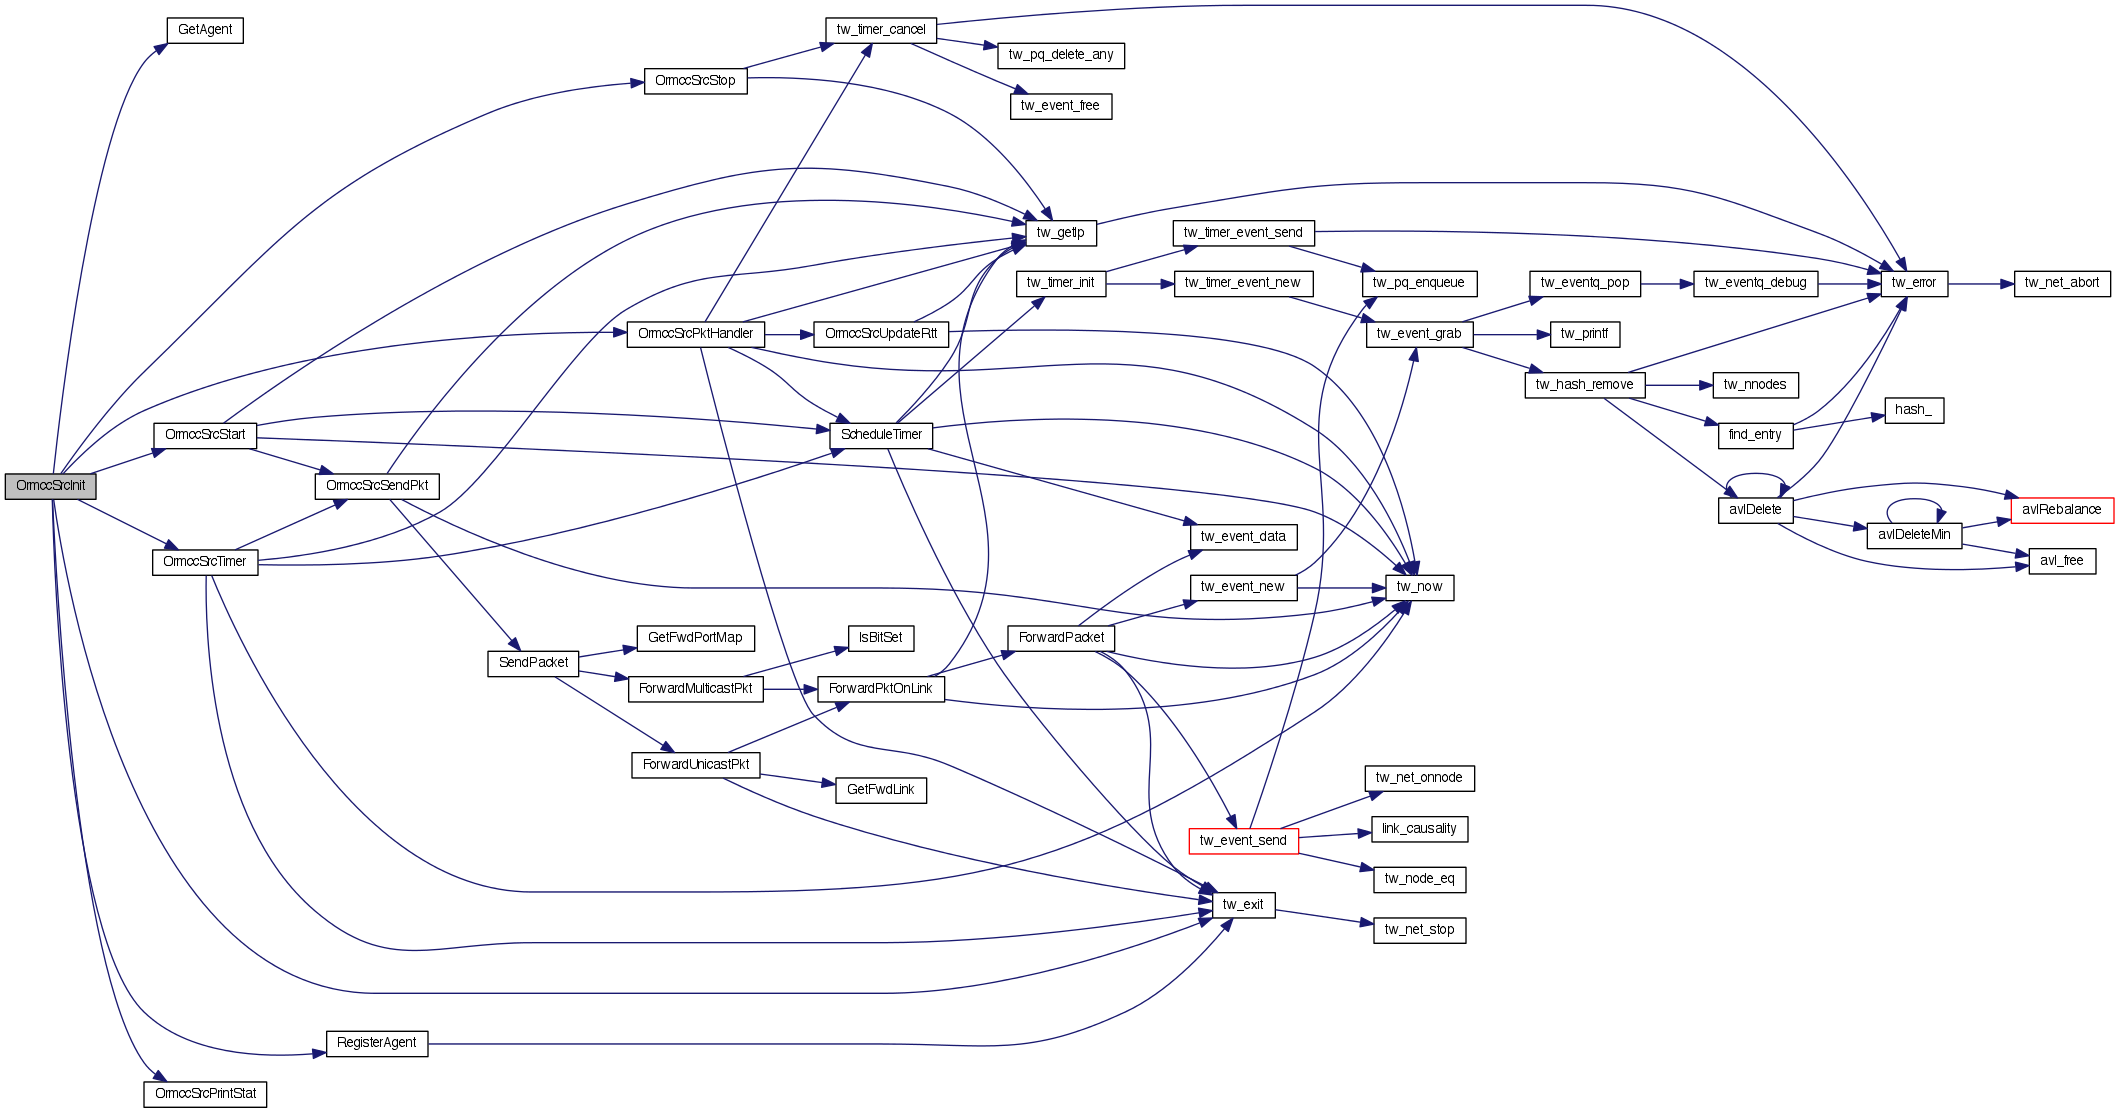 GetAgent
tw_timer_cancel
tw_pq_delete_any
OrmccSrcStop
tw_event_free
tw_getlp
tw_timer_event_send
tw_timer_init
tw_timer_event_new
tw_pq_enqueue
tw_eventq_pop
tw_eventq_debug
tw_error
tw_net_abort
OrmccSrcPktHandler
OrmccSrcUpdateRtt
tw_event_grab
tw_printf
tw_hash_remove
tw_nnodes
hash_
OrmccSrcStart
ScheduleTimer
find_entry
OrmccSrcInit
OrmccSrcSendPkt
avlDelete
avlRebalance
tw_event_data
avlDeleteMin
OrmccSrcTimer
avl_free
tw_event_new
tw_now
GetFwdPortMap
IsBitSet
ForwardPacket
SendPacket
ForwardMulticastPkt
ForwardPktOnLink
ForwardUnicastPkt
GetFwdLink
tw_net_onnode
link_causality
tw_event_send
tw_node_eq
tw_exit
tw_net_stop
RegisterAgent
OrmccSrcPrintStat